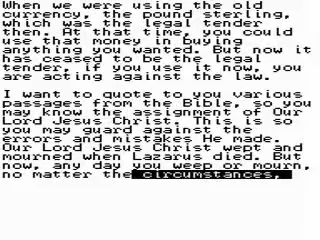 When we were using the old
currency, the pound sterling,
which was the legal tender
then. At that time, you could
use that money in buying
anything you wanted. But now it
has ceased to be the legal
tender, if you use it now, you
are acting against the law.
I want to quote to you various
passages from the Bible, so you
may know the assignment of Our
Lord Jesus Christ. This is so
you may guard against the
errors and mistakes He made.
Our Lord Jesus Christ wept and
mourned when Lazarus died. But
now, any day you weep or mourn,
no matter the circumstances,